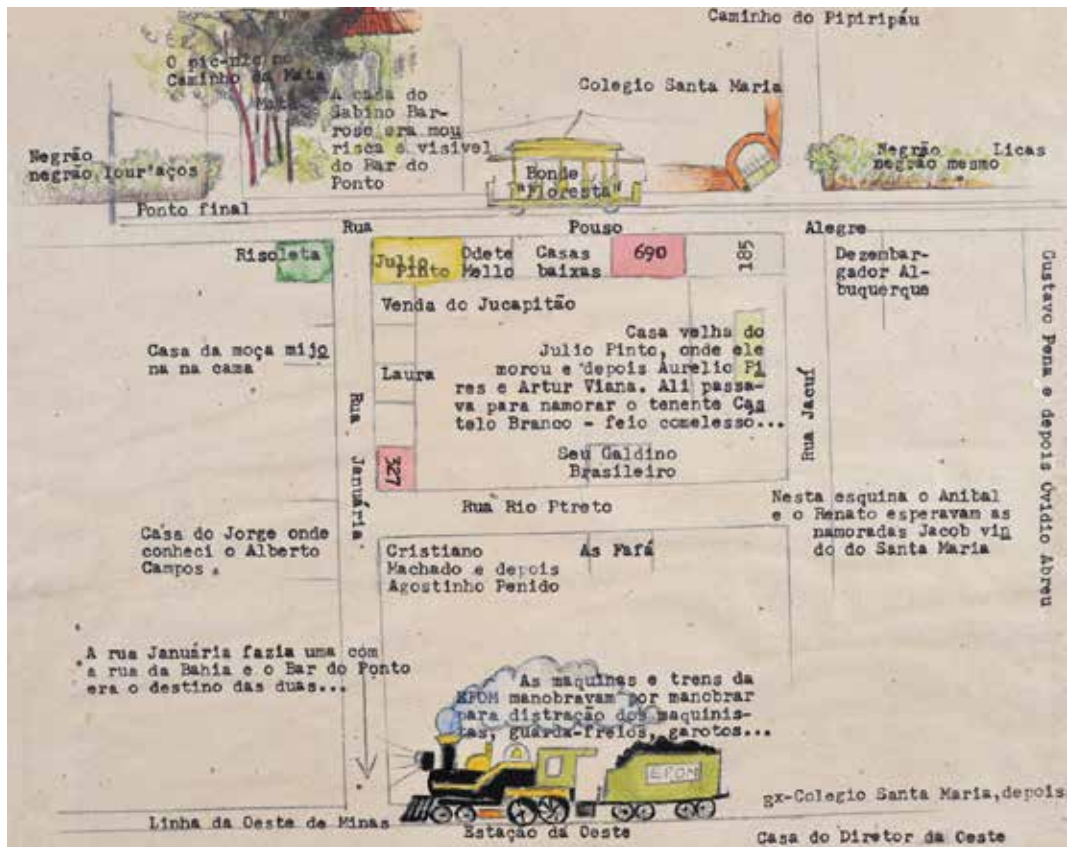 Caminho do Pipiripáu
O pic-nic no
Caminho da Mata
Mata
A casa do
Sabino Bar-
roso era mou
risca e visivel
do Bar do
Ponto
Colegio Santa Maria
Negrão
negrão lour'aços
Bonde
"Floresta"
Negrão Licas
negrão mesmo
Ponto final
Rua Pouso Alegre
Risoleta
Julio
Pinto
Odete
Mello
Casas
baixas
690
185
Dezembar-
gador Al-
buquerque
Gustavo Pena e depois Ovidio Abreu
Venda do Jucapitão
Casa velha do
Julio Pinto, onde ele
morou e depois Aurelio Pi
res e Artur Viana. Ali passa-
va para namorar o tenente Cas
telo Branco - feio comelessó...
Casa da moça mijo
na na cama
Laura
Rua Januária
Rua Jacuí
327
Seu Galdino
Brasileiro
Rua Rio Ptreto
Nesta esquina o Anibal
e o Renato esperavam as
namoradas Jacob vin
do do Santa Maria
Casa do Jorge onde
conheci o Alberto
Campos
Cristiano
Machado e depois
Agostinho Penido
As Fafá
A rua Januária fazia uma com
a rua da Bahia e o Bar do Ponto
era o destino das duas...
As maquinas e trens da
EFOM manobravam por manobrar
para distração dos maquinis-
tas, guarda-freios, garotos...
EFOM
Ex-Colegio Santa Maria, depois
Linha da Oeste de Minas
Estação da Oeste
Casa do Diretor da Oeste